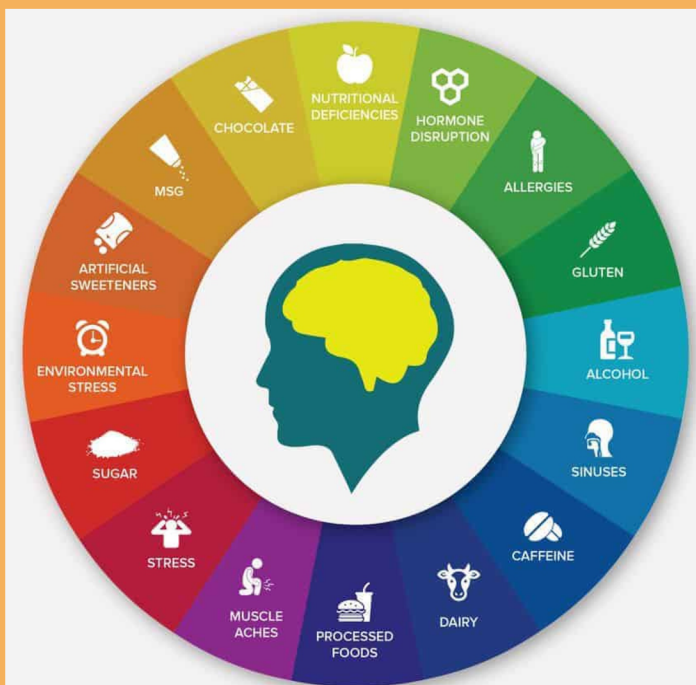 NUTRITIONAL
DEFICIENCIES
HORMONE
DISRUPTION
ALLERGIES
GLUTEN
ALCOHOL
SINUSES
CAFFEINE
DAIRY
PROCESSED
FOODS
MUSCLE
ACHES
STRESS
SUGAR
ENVIRONMENTAL
STRESS
ARTIFICIAL
SWEETENERS
MSG
CHOCOLATE